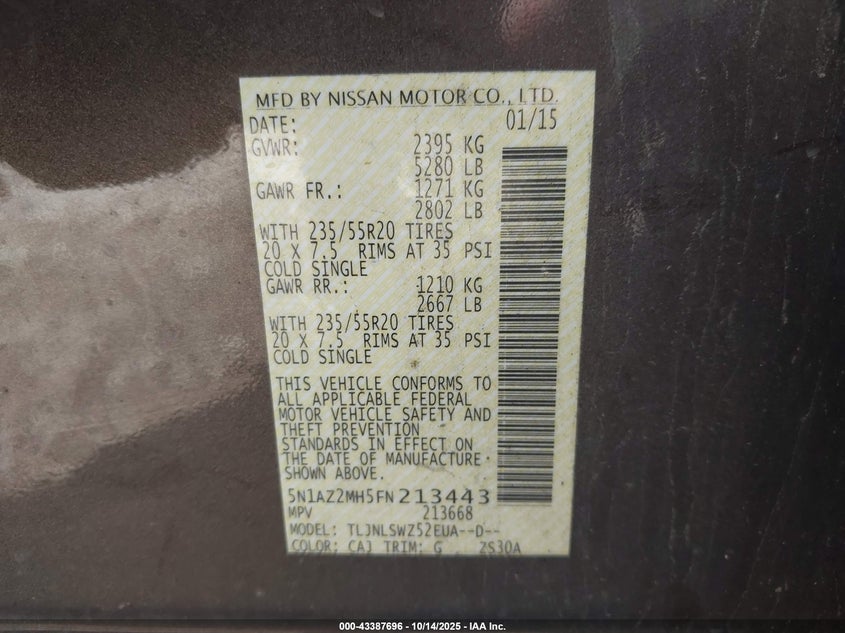 MFD BY NISSAN MOTOR CO., LTD.
DATE: 01/15
GVWR: 2395 KG
5280 LB
GAWR FR.: 1271 KG
2802 LB
WITH 235/55R20 TIRES
20 X 7.5 RIMS AT 35 PSI
COLD SINGLE
GAWR RR.: 1210 KG
2667 LB
WITH 235/55R20 TIRES
20 X 7.5 RIMS AT 35 PSI
COLD SINGLE
THIS VEHICLE CONFORMS TO
ALL APPLICABLE FEDERAL
MOTOR VEHICLE SAFETY AND
THEFT PREVENTION
STANDARDS IN EFFECT ON
THE DATE OF MANUFACTURE
SHOWN ABOVE.
5N1AZ2MH5FN213443
MPV 213668
MODEL: TLJNLSWZ52EUA--D--
COLOR: CAJ TRIM: G ZS30A
000-43387696 - 10/14/2025 - IAA Inc.